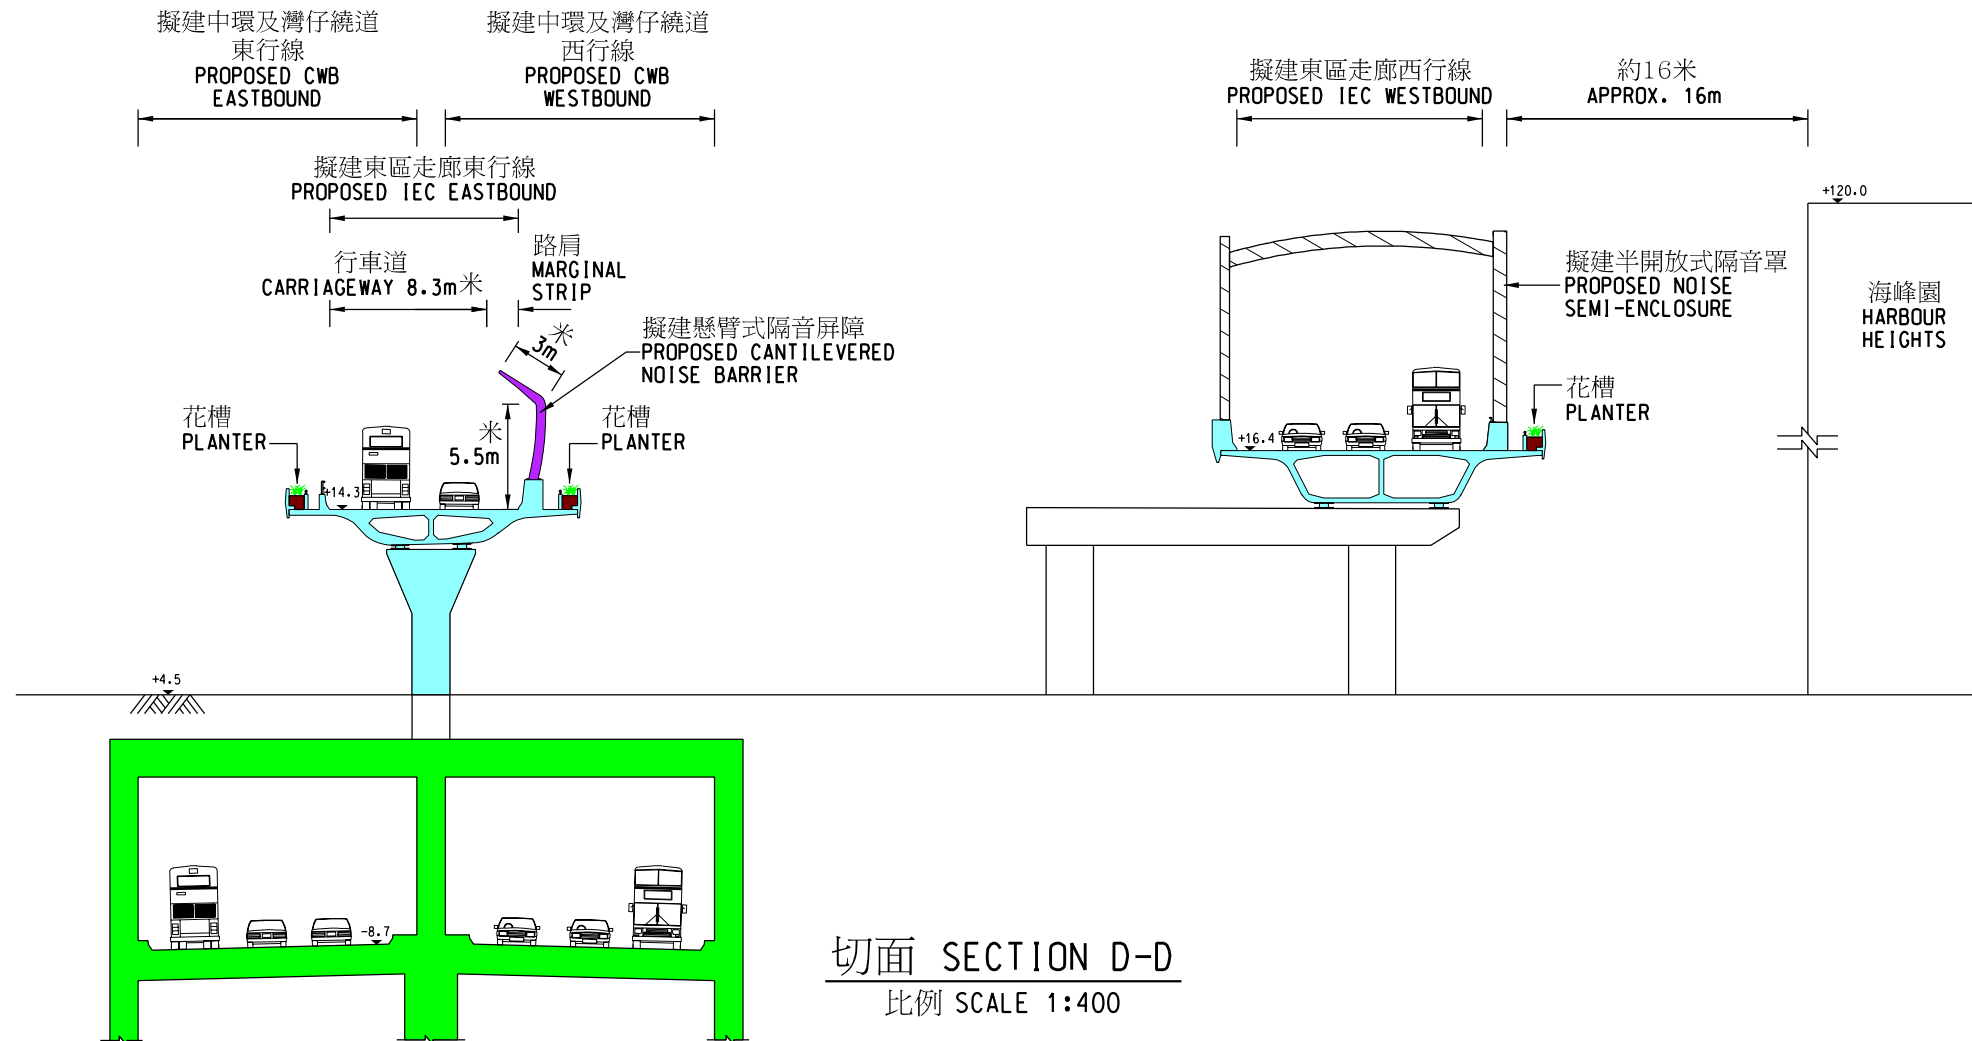 擬建中環及灣仔繞道
東行線
PROPOSED CWB
EASTBOUND
擬建中環及灣仔繞道
西行線
PROPOSED CWB
WESTBOUND
擬建東區走廊西行線
PROPOSED IEC WESTBOUND
約16米
APPROX. 16m
擬建東區走廊東行線
PROPOSED IEC EASTBOUND
行車道
CARRIAGEWAY 8.3m米
路肩
MARGINAL
STRIP
米
3m
擬建懸臂式隔音屏障
PROPOSED CANTILEVERED
NOISE BARRIER
花槽
PLANTER
米
5.5m
花槽
PLANTER
+14.3
+120.0
擬建半開放式隔音罩
PROPOSED NOISE
SEMI-ENCLOSURE
海峰園
HARBOUR
HEIGHTS
花槽
PLANTER
+16.4
+4.5
-8.7
切面 SECTION D-D
比例 SCALE 1:400